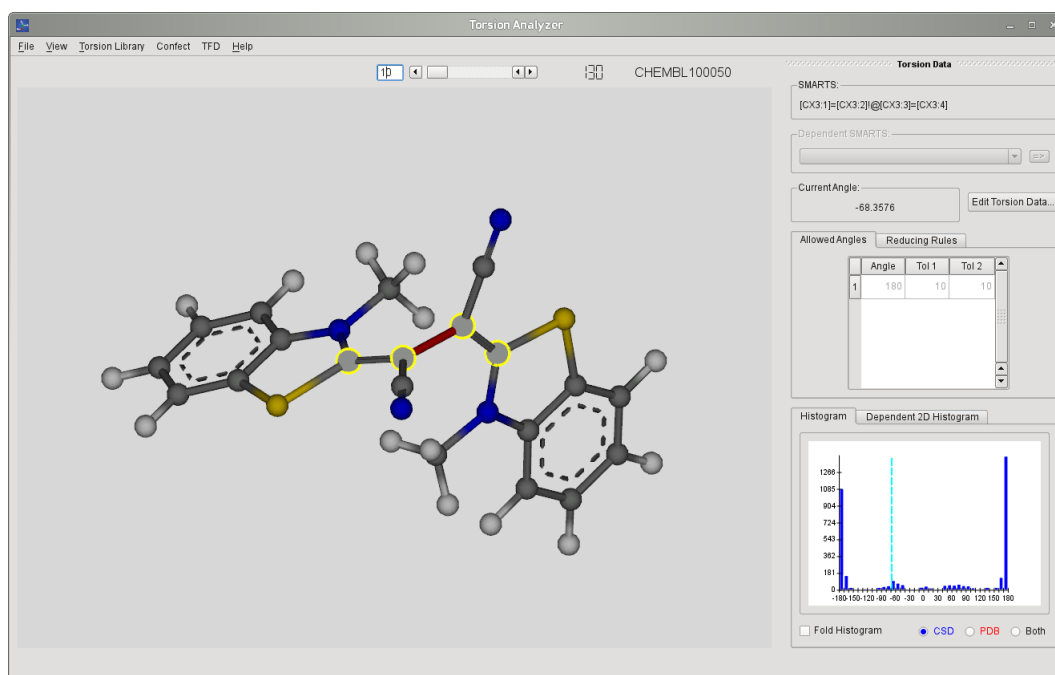 Torsion Analyzer
File View Torsion Library Confect TFD Help
10 130 CHEMBL100050
Torsion Data
SMARTS:
[CX3:1]=[CX3:2]!@[CX3:3]=[CX3:4]
Dependent SMARTS:
=>
Current Angle:
-68.3576
Edit Torsion Data...
Allowed Angles Reducing Rules
Angle Tol 1 Tol 2
1 180 10 10
Histogram Dependent 2D Histogram
1266
1085
904
724
543
362
181
0
-180 -150 -120 -90 -60 -30 0 30 60 90 120 150 180
Fold Histogram CSD PDB Both